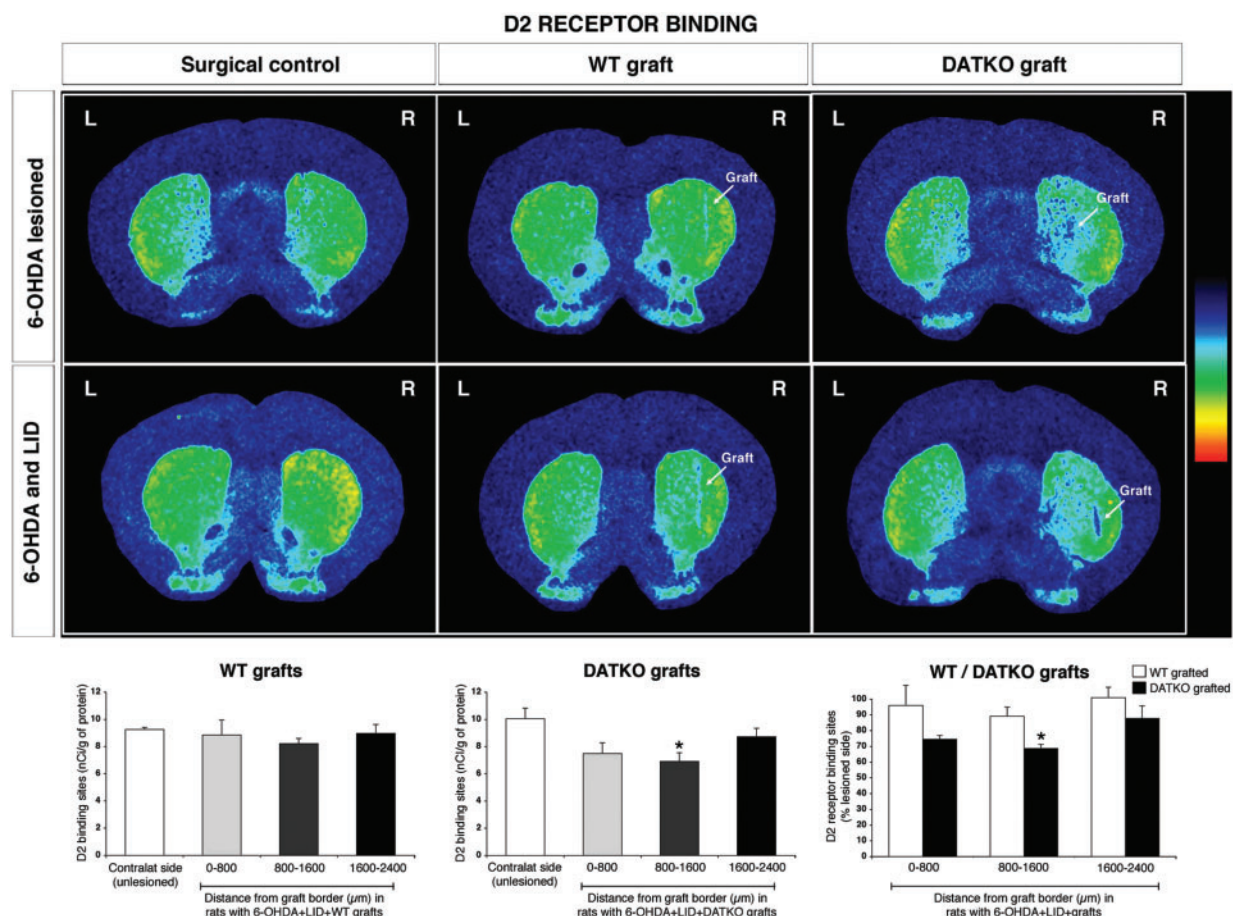 D2 RECEPTOR BINDING
Surgical control
WT graft
DATKO graft
6-OHDA lesioned
L
R
L
R
Graft
L
R
Graft
6-OHDA and LID
L
R
L
R
Graft
L
R
Graft
WT grafts
D2 binding sites (nCi/g of protein)
12
10
8
6
4
2
0
Contralat side
(unlesioned)
0-800
800-1600
1600-2400
Distance from graft border (µm) in
rats with 6-OHDA+LID+WT grafts
DATKO grafts
D2 binding sites (nCi/g of protein)
12
10
8
6
4
2
0
*
Contralat side
(unlesioned)
0-800
800-1600
1600-2400
Distance from graft border (µm) in
rats with 6-OHDA+LID+DATKO grafts
WT / DATKO grafts
WT grafted
DATKO grafted
D2 receptor binding sites
(% lesioned side)
100
90
80
70
60
50
40
30
20
10
0
*
0-800
800-1600
1600-2400
Distance from graft border (µm) in
rats with 6-OHDA+LID+grafts